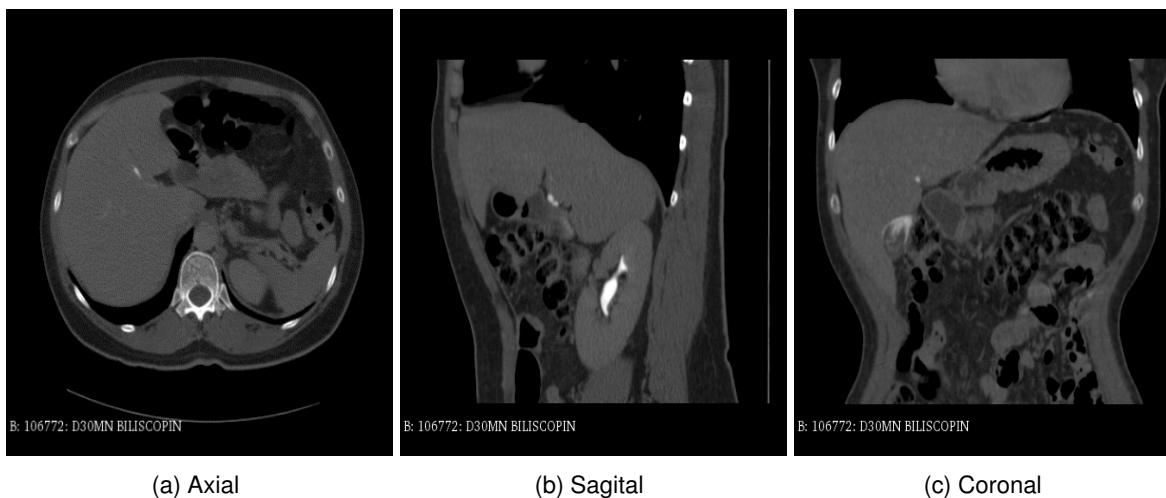 B: 106772: D30MN BILISCOPIN
B: 106772: D30MN BILISCOPIN
B: 106772: D30MN BILISCOPIN
(a) Axial
(b) Sagital
(c) Coronal